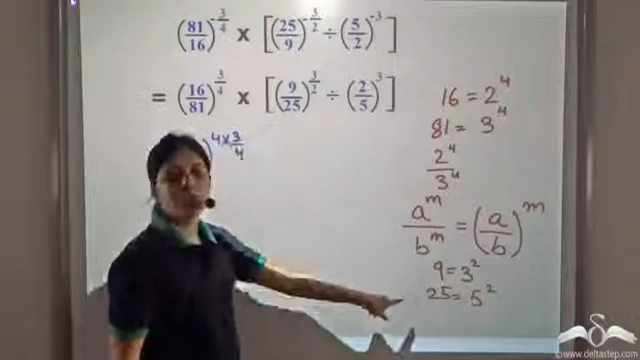 (81/16)^(-3/4) × [(25/9)^(-3/2) ÷ (5/2)^(-3)]
= (16/81)^(3/4) × [(9/25)^(3/2) ÷ (2/5)^3]
)^(4×3/4)
16 = 2^4
81 = 3^4
2^4/3^4
a^m/b^m = (a/b)^m
9 = 3^2
25 = 5^2
© www.deltastep.com